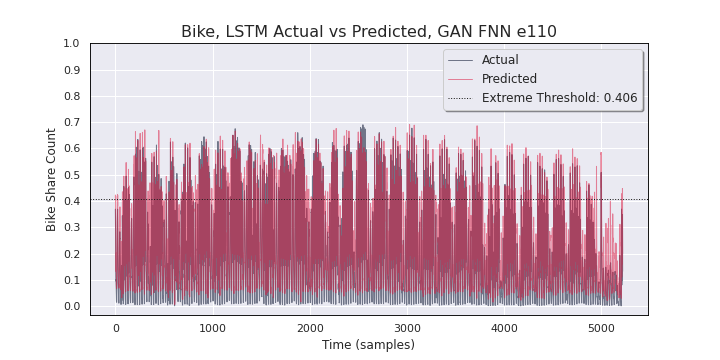 Bike, LSTM Actual vs Predicted, GAN FNN e110
Actual
Predicted
Extreme Threshold: 0.406
Bike Share Count
1.0
0.9
0.8
0.7
0.6
0.5
0.4
0.3
0.2
0.1
0.0
0 1000 2000 3000 4000 5000
Time (samples)